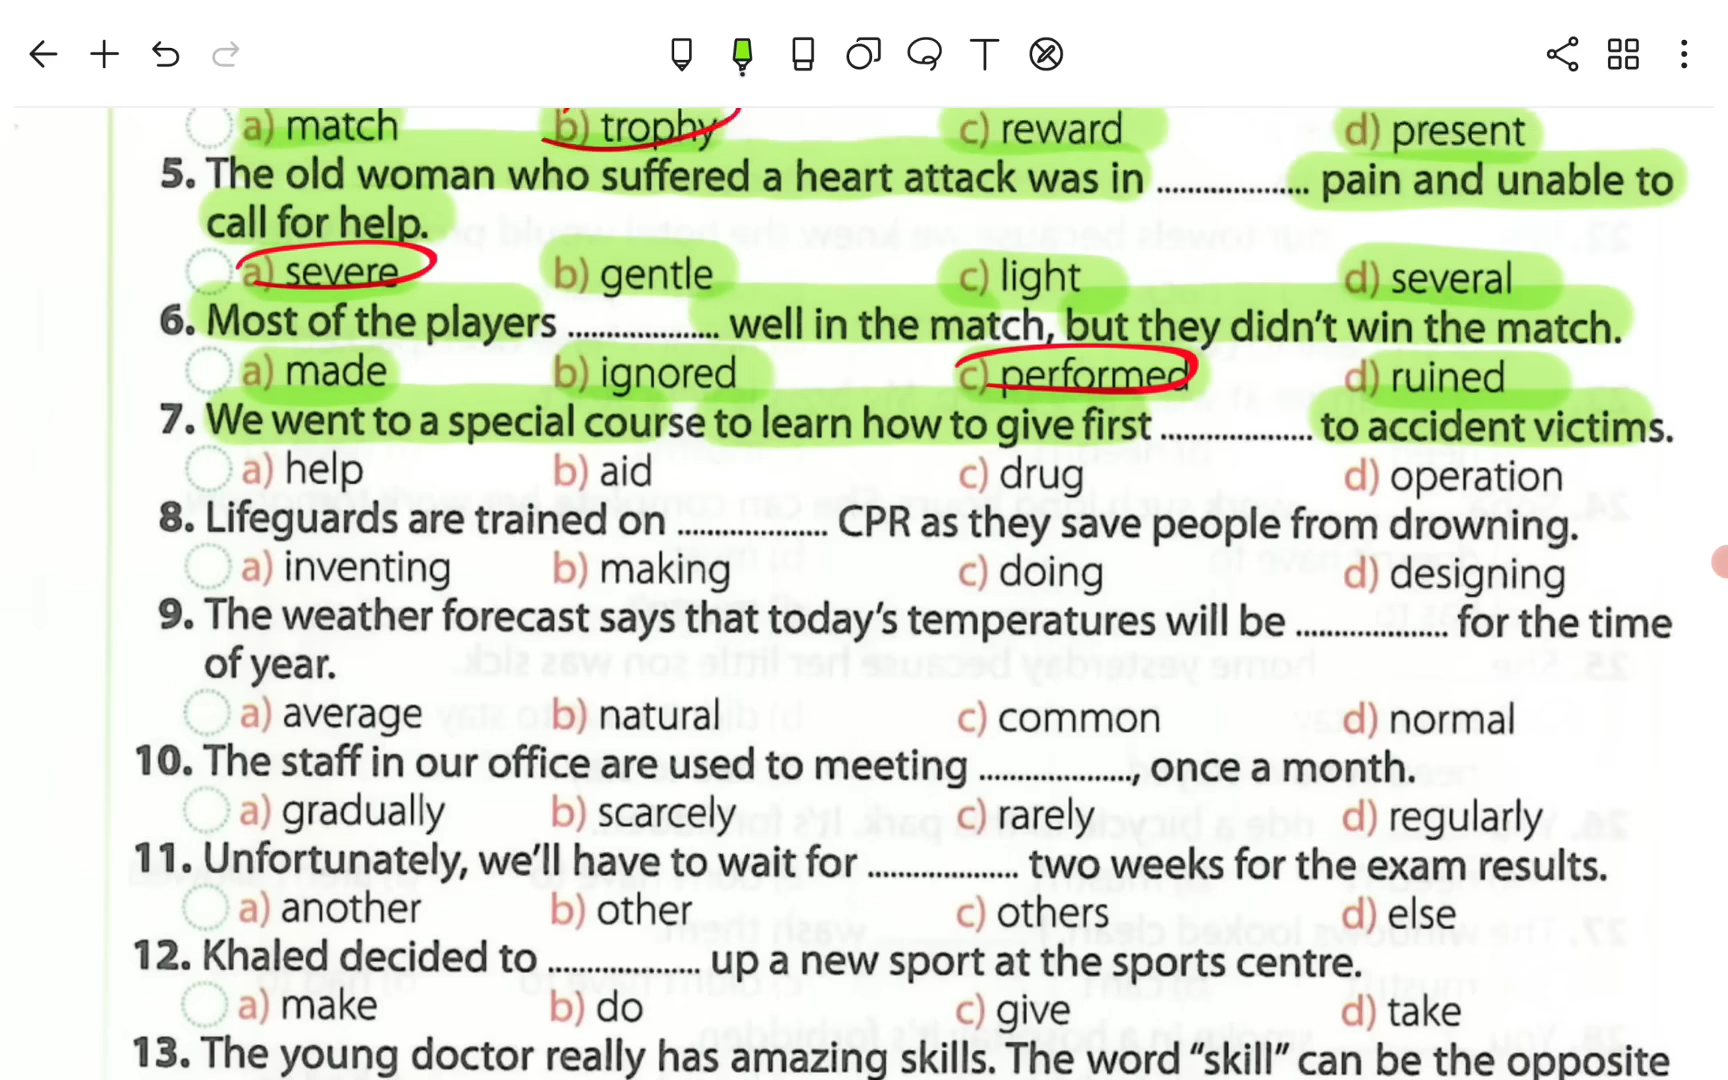 a) match b) trophy c) reward d) present
5. The old woman who suffered a heart attack was in .................. pain and unable to
call for help.
a) severe b) gentle c) light d) several
6. Most of the players .................. well in the match, but they didn't win the match.
a) made b) ignored c) performed d) ruined
7. We went to a special course to learn how to give first .................. to accident victims.
a) help b) aid c) drug d) operation
8. Lifeguards are trained on .................. CPR as they save people from drowning.
a) inventing b) making c) doing d) designing
9. The weather forecast says that today's temperatures will be .................. for the time
of year.
a) average b) natural c) common d) normal
10. The staff in our office are used to meeting .................., once a month.
a) gradually b) scarcely c) rarely d) regularly
11. Unfortunately, we'll have to wait for .................. two weeks for the exam results.
a) another b) other c) others d) else
12. Khaled decided to .................. up a new sport at the sports centre.
a) make b) do c) give d) take
13. The young doctor really has amazing skills. The word "skill" can be the opposite